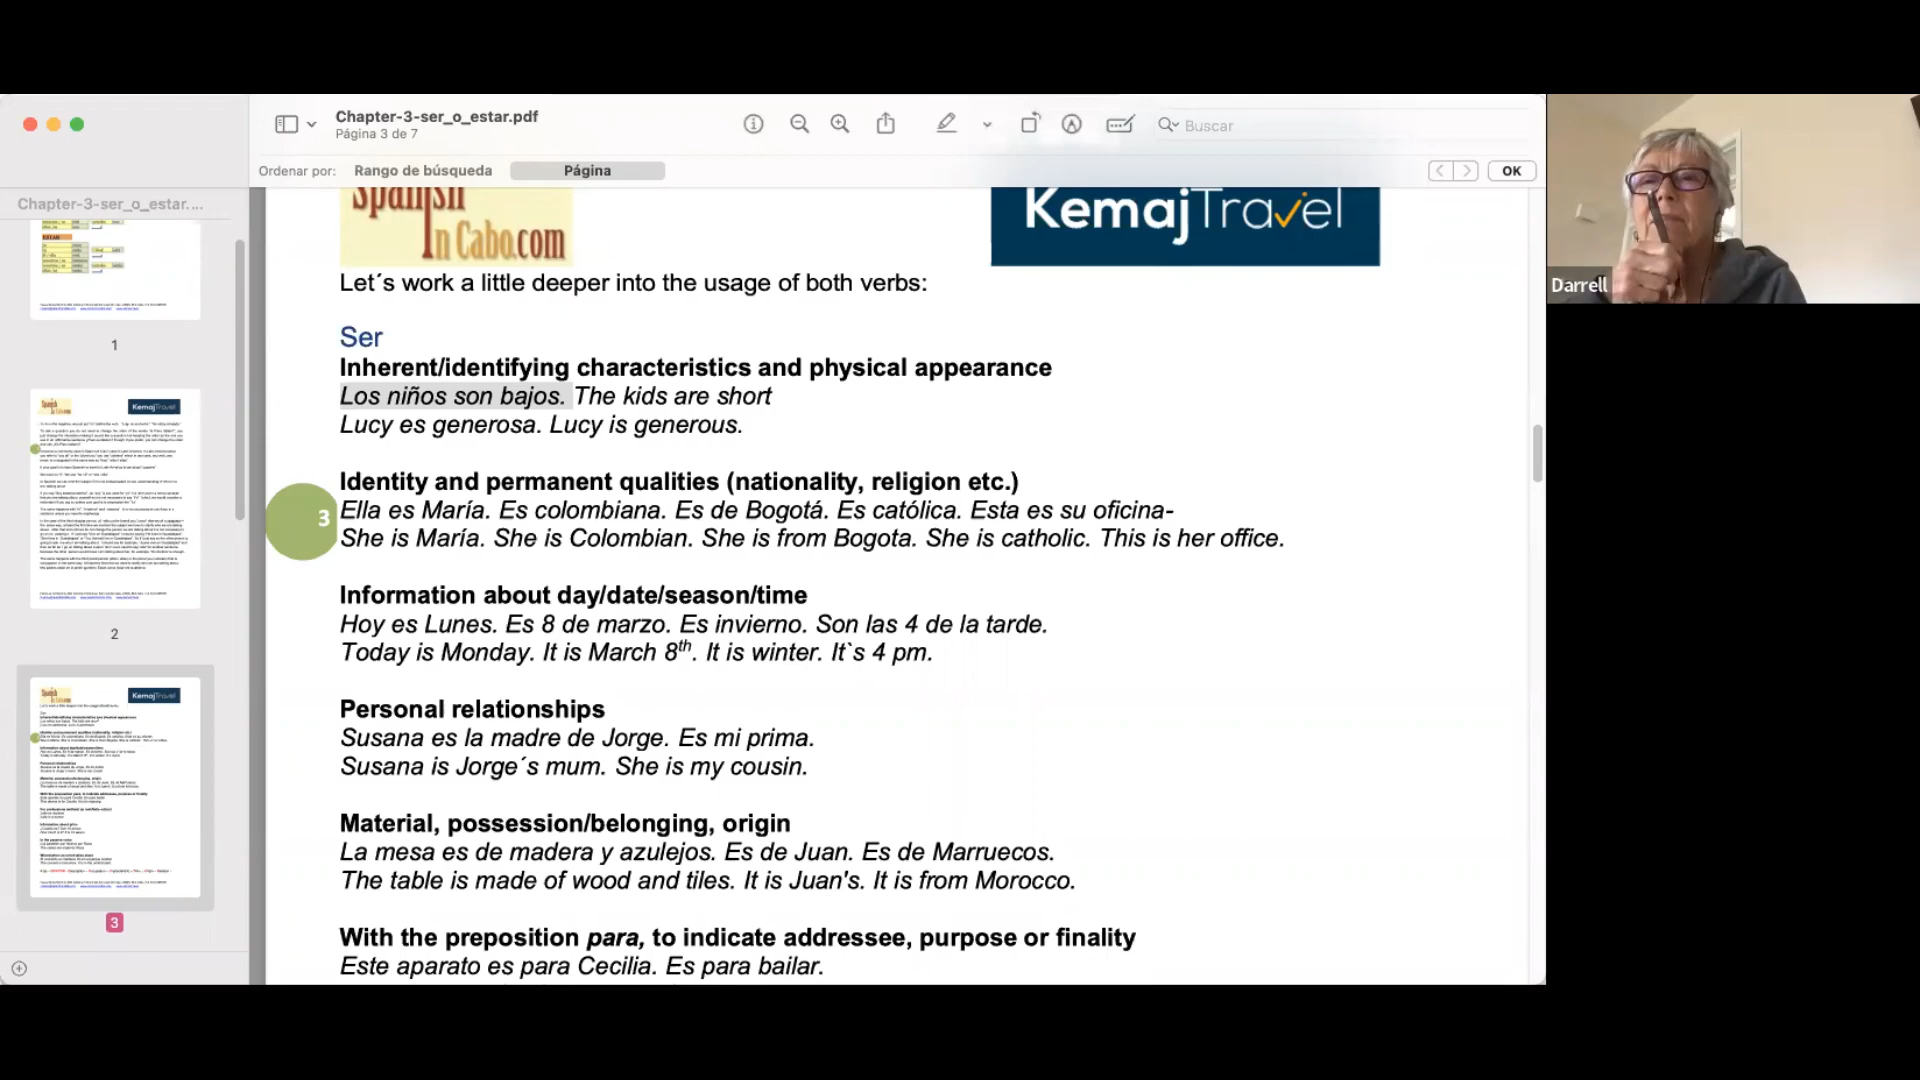 Chapter-3-ser_o_estar.pdf
Página 3 de 7
Buscar
Ordenar por: Rango de búsqueda Página OK
Chapter-3-ser_o_estar....
1
2
3
Spanish
In Cabo.com
KemajTravel
Let´s work a little deeper into the usage of both verbs:
Ser
Inherent/identifying characteristics and physical appearance
Los niños son bajos. The kids are short
Lucy es generosa. Lucy is generous.
Identity and permanent qualities (nationality, religion etc.)
3
Ella es María. Es colombiana. Es de Bogotá. Es católica. Esta es su oficina-
She is María. She is Colombian. She is from Bogota. She is catholic. This is her office.
Information about day/date/season/time
Hoy es Lunes. Es 8 de marzo. Es invierno. Son las 4 de la tarde.
Today is Monday. It is March 8th. It is winter. It`s 4 pm.
Personal relationships
Susana es la madre de Jorge. Es mi prima.
Susana is Jorge´s mum. She is my cousin.
Material, possession/belonging, origin
La mesa es de madera y azulejos. Es de Juan. Es de Marruecos.
The table is made of wood and tiles. It is Juan's. It is from Morocco.
With the preposition para, to indicate addressee, purpose or finality
Este aparato es para Cecilia. Es para bailar.
Darrell